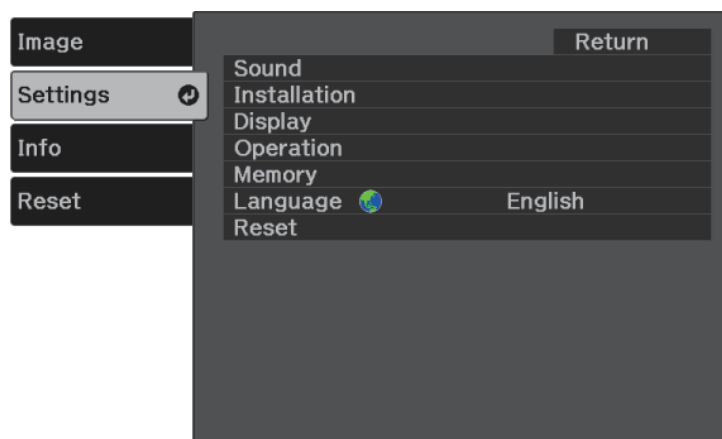 Image
Settings
Info
Reset
Return
Sound
Installation
Display
Operation
Memory
Language English
Reset